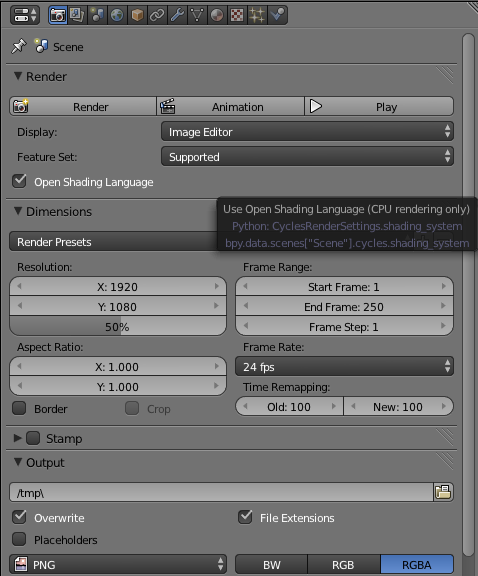 Scene
Render
Render
Animation
Play
Display:
Image Editor
Feature Set:
Supported
Open Shading Language
Use Open Shading Language (CPU rendering only)
Python: CyclesRenderSettings.shading_system
bpy.data.scenes["Scene"].cycles.shading_system
Dimensions
Render Presets
Resolution:
X: 1920
Y: 1080
50%
Frame Range:
Start Frame: 1
End Frame: 250
Frame Step: 1
Aspect Ratio:
X: 1.000
Y: 1.000
Frame Rate:
24 fps
Time Remapping:
Old: 100
New: 100
Border
Crop
Stamp
Output
/tmp\
Overwrite
File Extensions
Placeholders
PNG
BW
RGB
RGBA